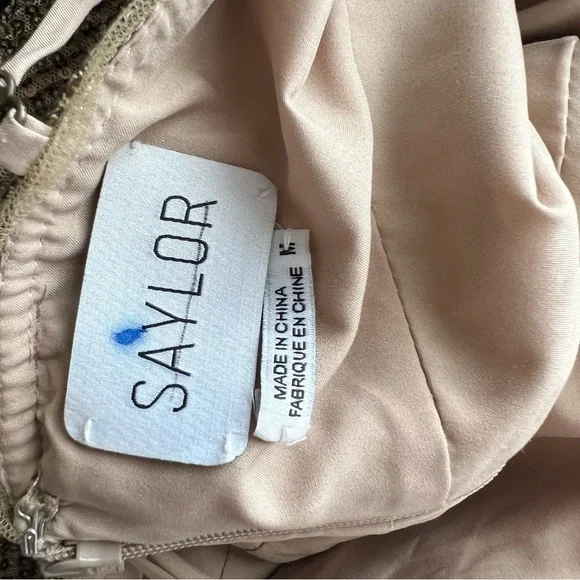 SAYLOR
M
MADE IN CHINA
FABRIQUE EN CHINE